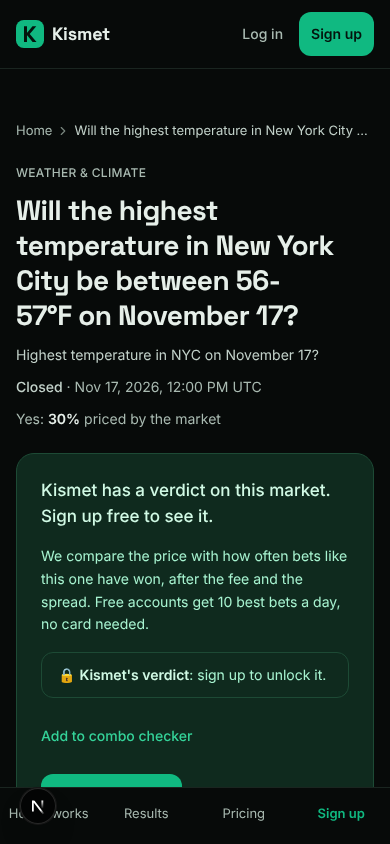 Kismet
Log in
Sign up
Home
Will the highest temperature in New York City ...
WEATHER & CLIMATE
Will the highest
temperature in New York
City be between 56-
57°F on November 17?
Highest temperature in NYC on November 17?
Closed · Nov 17, 2026, 12:00 PM UTC
Yes: 30% priced by the market
Kismet has a verdict on this market.
Sign up free to see it.
We compare the price with how often bets like
this one have won, after the fee and the
spread. Free accounts get 10 best bets a day,
no card needed.
🔒 Kismet's verdict: sign up to unlock it.
Add to combo checker
works
Results
Pricing
Sign up